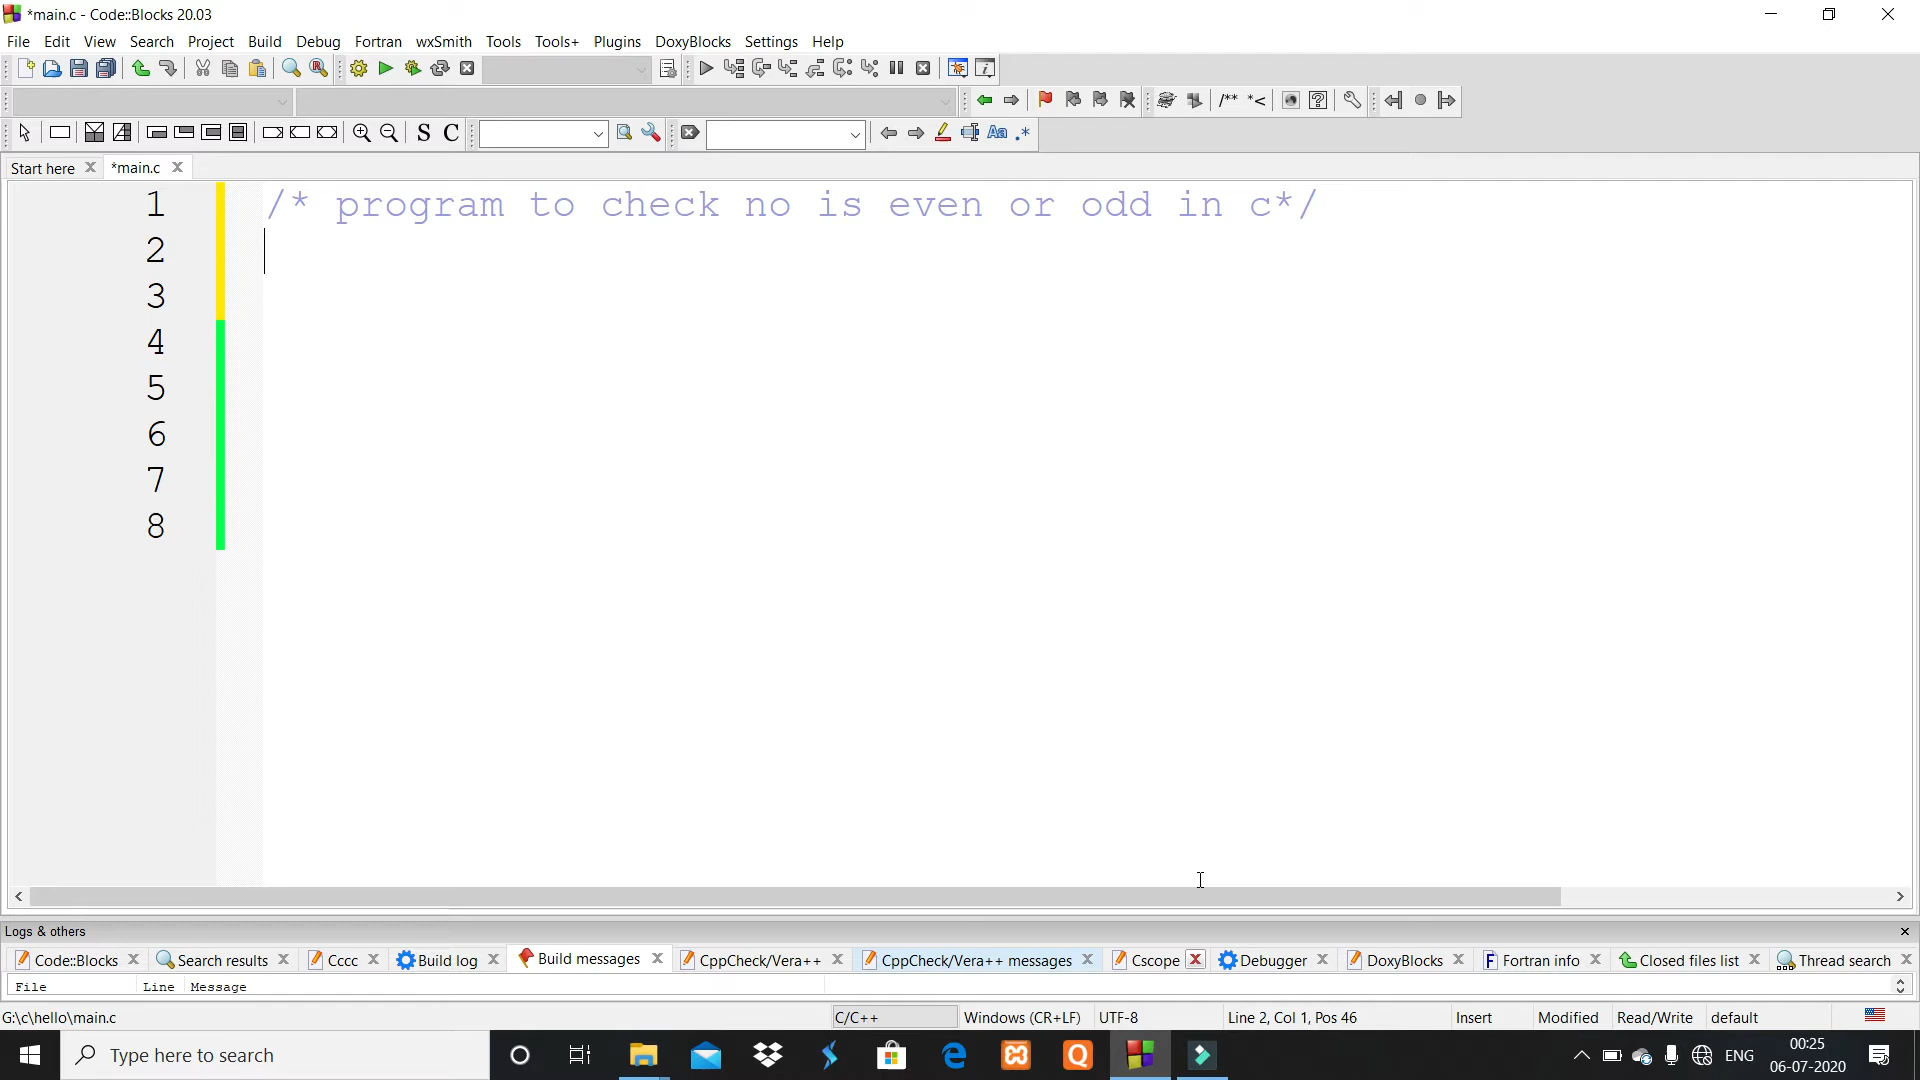 *main.c - Code::Blocks 20.03
File Edit View Search Project Build Debug Fortran wxSmith Tools Tools+ Plugins DoxyBlocks Settings Help
/** *<
S C Aa .*
Start here *main.c
1 /* program to check no is even or odd in c*/
2
3
4
5
6
7
8
Logs & others
Code::Blocks Search results Cccc Build log Build messages CppCheck/Vera++ CppCheck/Vera++ messages Cscope Debugger DoxyBlocks Fortran info Closed files list Thread search
File Line Message
G:\c\hello\main.c C/C++ Windows (CR+LF) UTF-8 Line 2, Col 1, Pos 46 Insert Modified Read/Write default
Type here to search ENG 00:25
06-07-2020